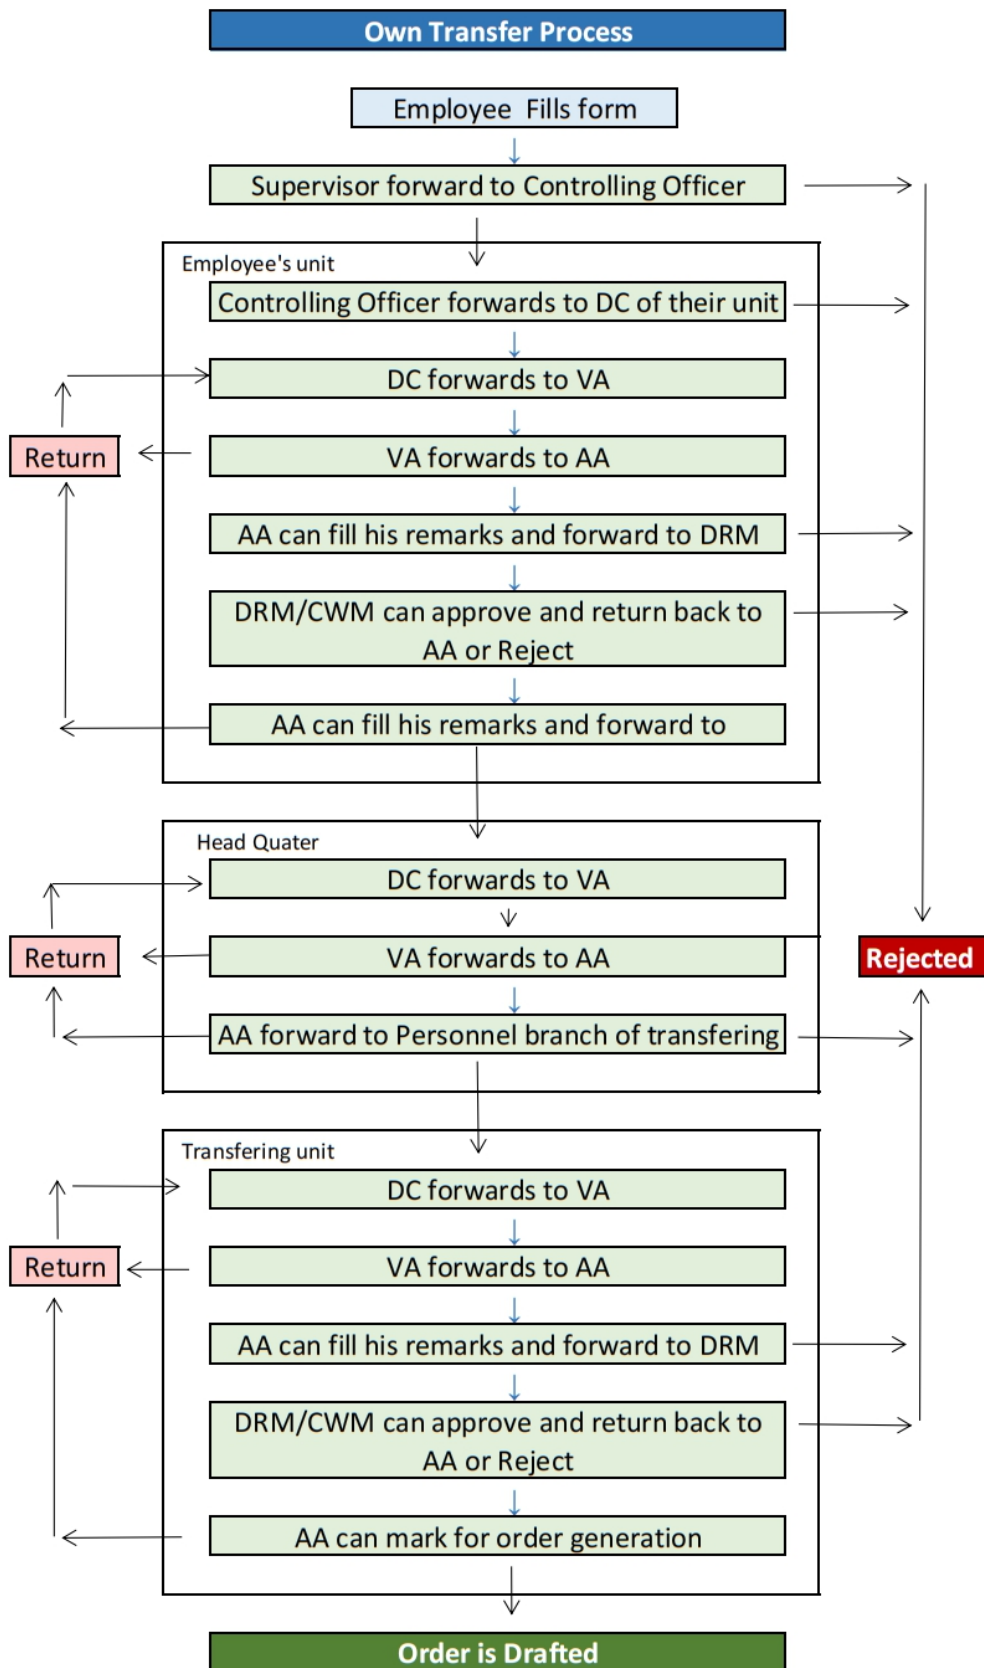 Own Transfer Process
Employee Fills form
Supervisor forward to Controlling Officer
Employee's unit
Controlling Officer forwards to DC of their unit
DC forwards to VA
Return
VA forwards to AA
AA can fill his remarks and forward to DRM
DRM/CWM can approve and return back to
AA or Reject
AA can fill his remarks and forward to
Head Quater
DC forwards to VA
Return
VA forwards to AA
Rejected
AA forward to Personnel branch of transfering
Transfering unit
DC forwards to VA
Return
VA forwards to AA
AA can fill his remarks and forward to DRM
DRM/CWM can approve and return back to
AA or Reject
AA can mark for order generation
Order is Drafted